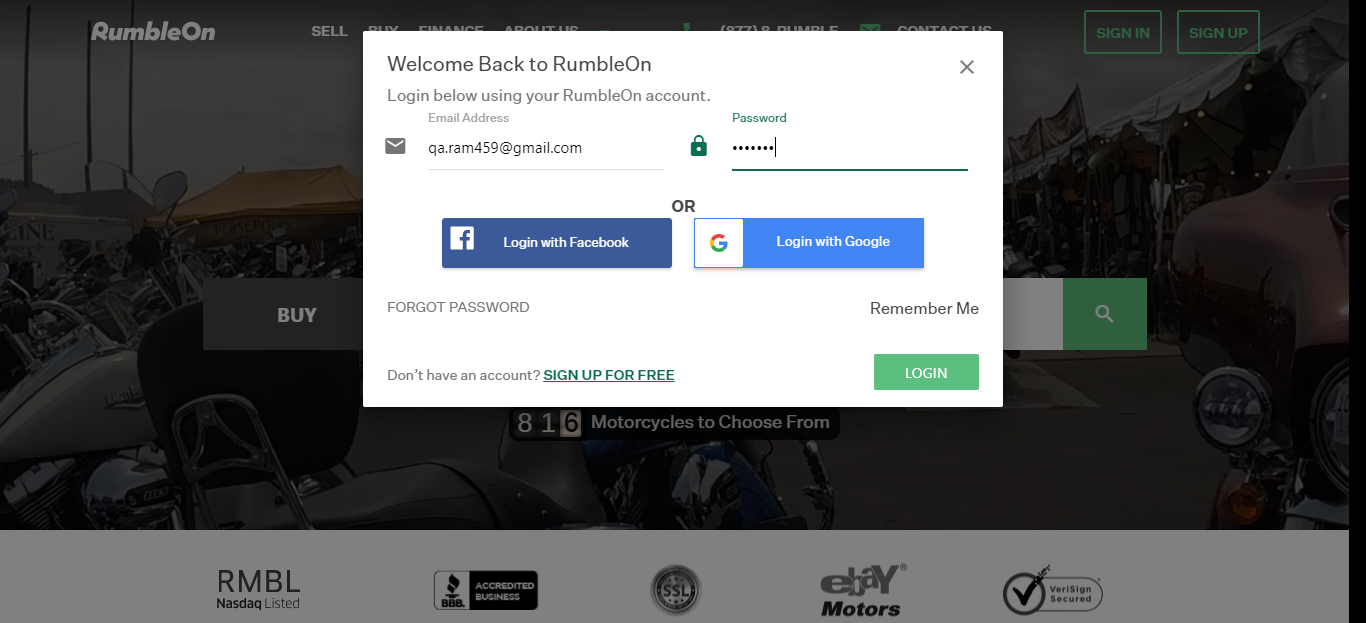 RumbleOn
SELL BUY FINANCE ABOUT US (877) 8-RUMBLE CONTACT US
SIGN IN
SIGN UP
Welcome Back to RumbleOn
Login below using your RumbleOn account.
Email Address
qa.ram459@gmail.com
Password
•••••••
OR
Login with Facebook
Login with Google
BUY
FORGOT PASSWORD
Remember Me
Don't have an account? SIGN UP FOR FREE
LOGIN
816 Motorcycles to Choose From
RMBL
Nasdaq Listed
BBB.
ACCREDITED
BUSINESS
SSL
ebay®
Motors
VeriSign
Secured